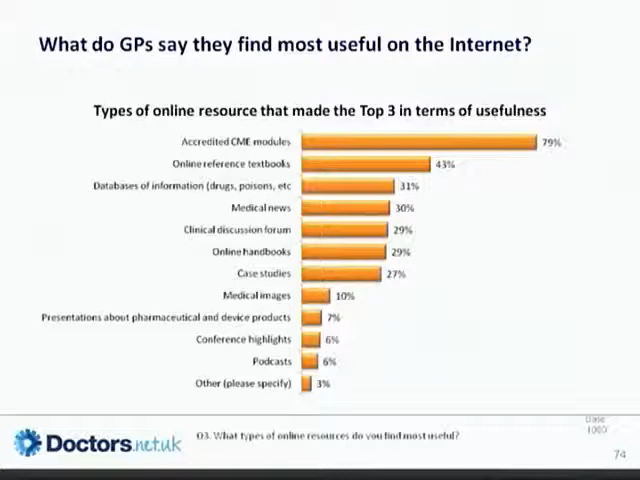 What do GPs say they find most useful on the Internet?
Types of online resource that made the Top 3 in terms of usefulness
Accredited CME modules 79%
Online reference textbooks 43%
Databases of information (drugs, poisons, etc 31%
Medical news 30%
Clinical discussion forum 29%
Online handbooks 29%
Case studies 27%
Medical images 10%
Presentations about pharmaceutical and device products 7%
Conference highlights 6%
Podcasts 6%
Other (please specify) 3%
Base
1000
Doctors.net.uk
Q3. What types of online resources do you find most useful?
74